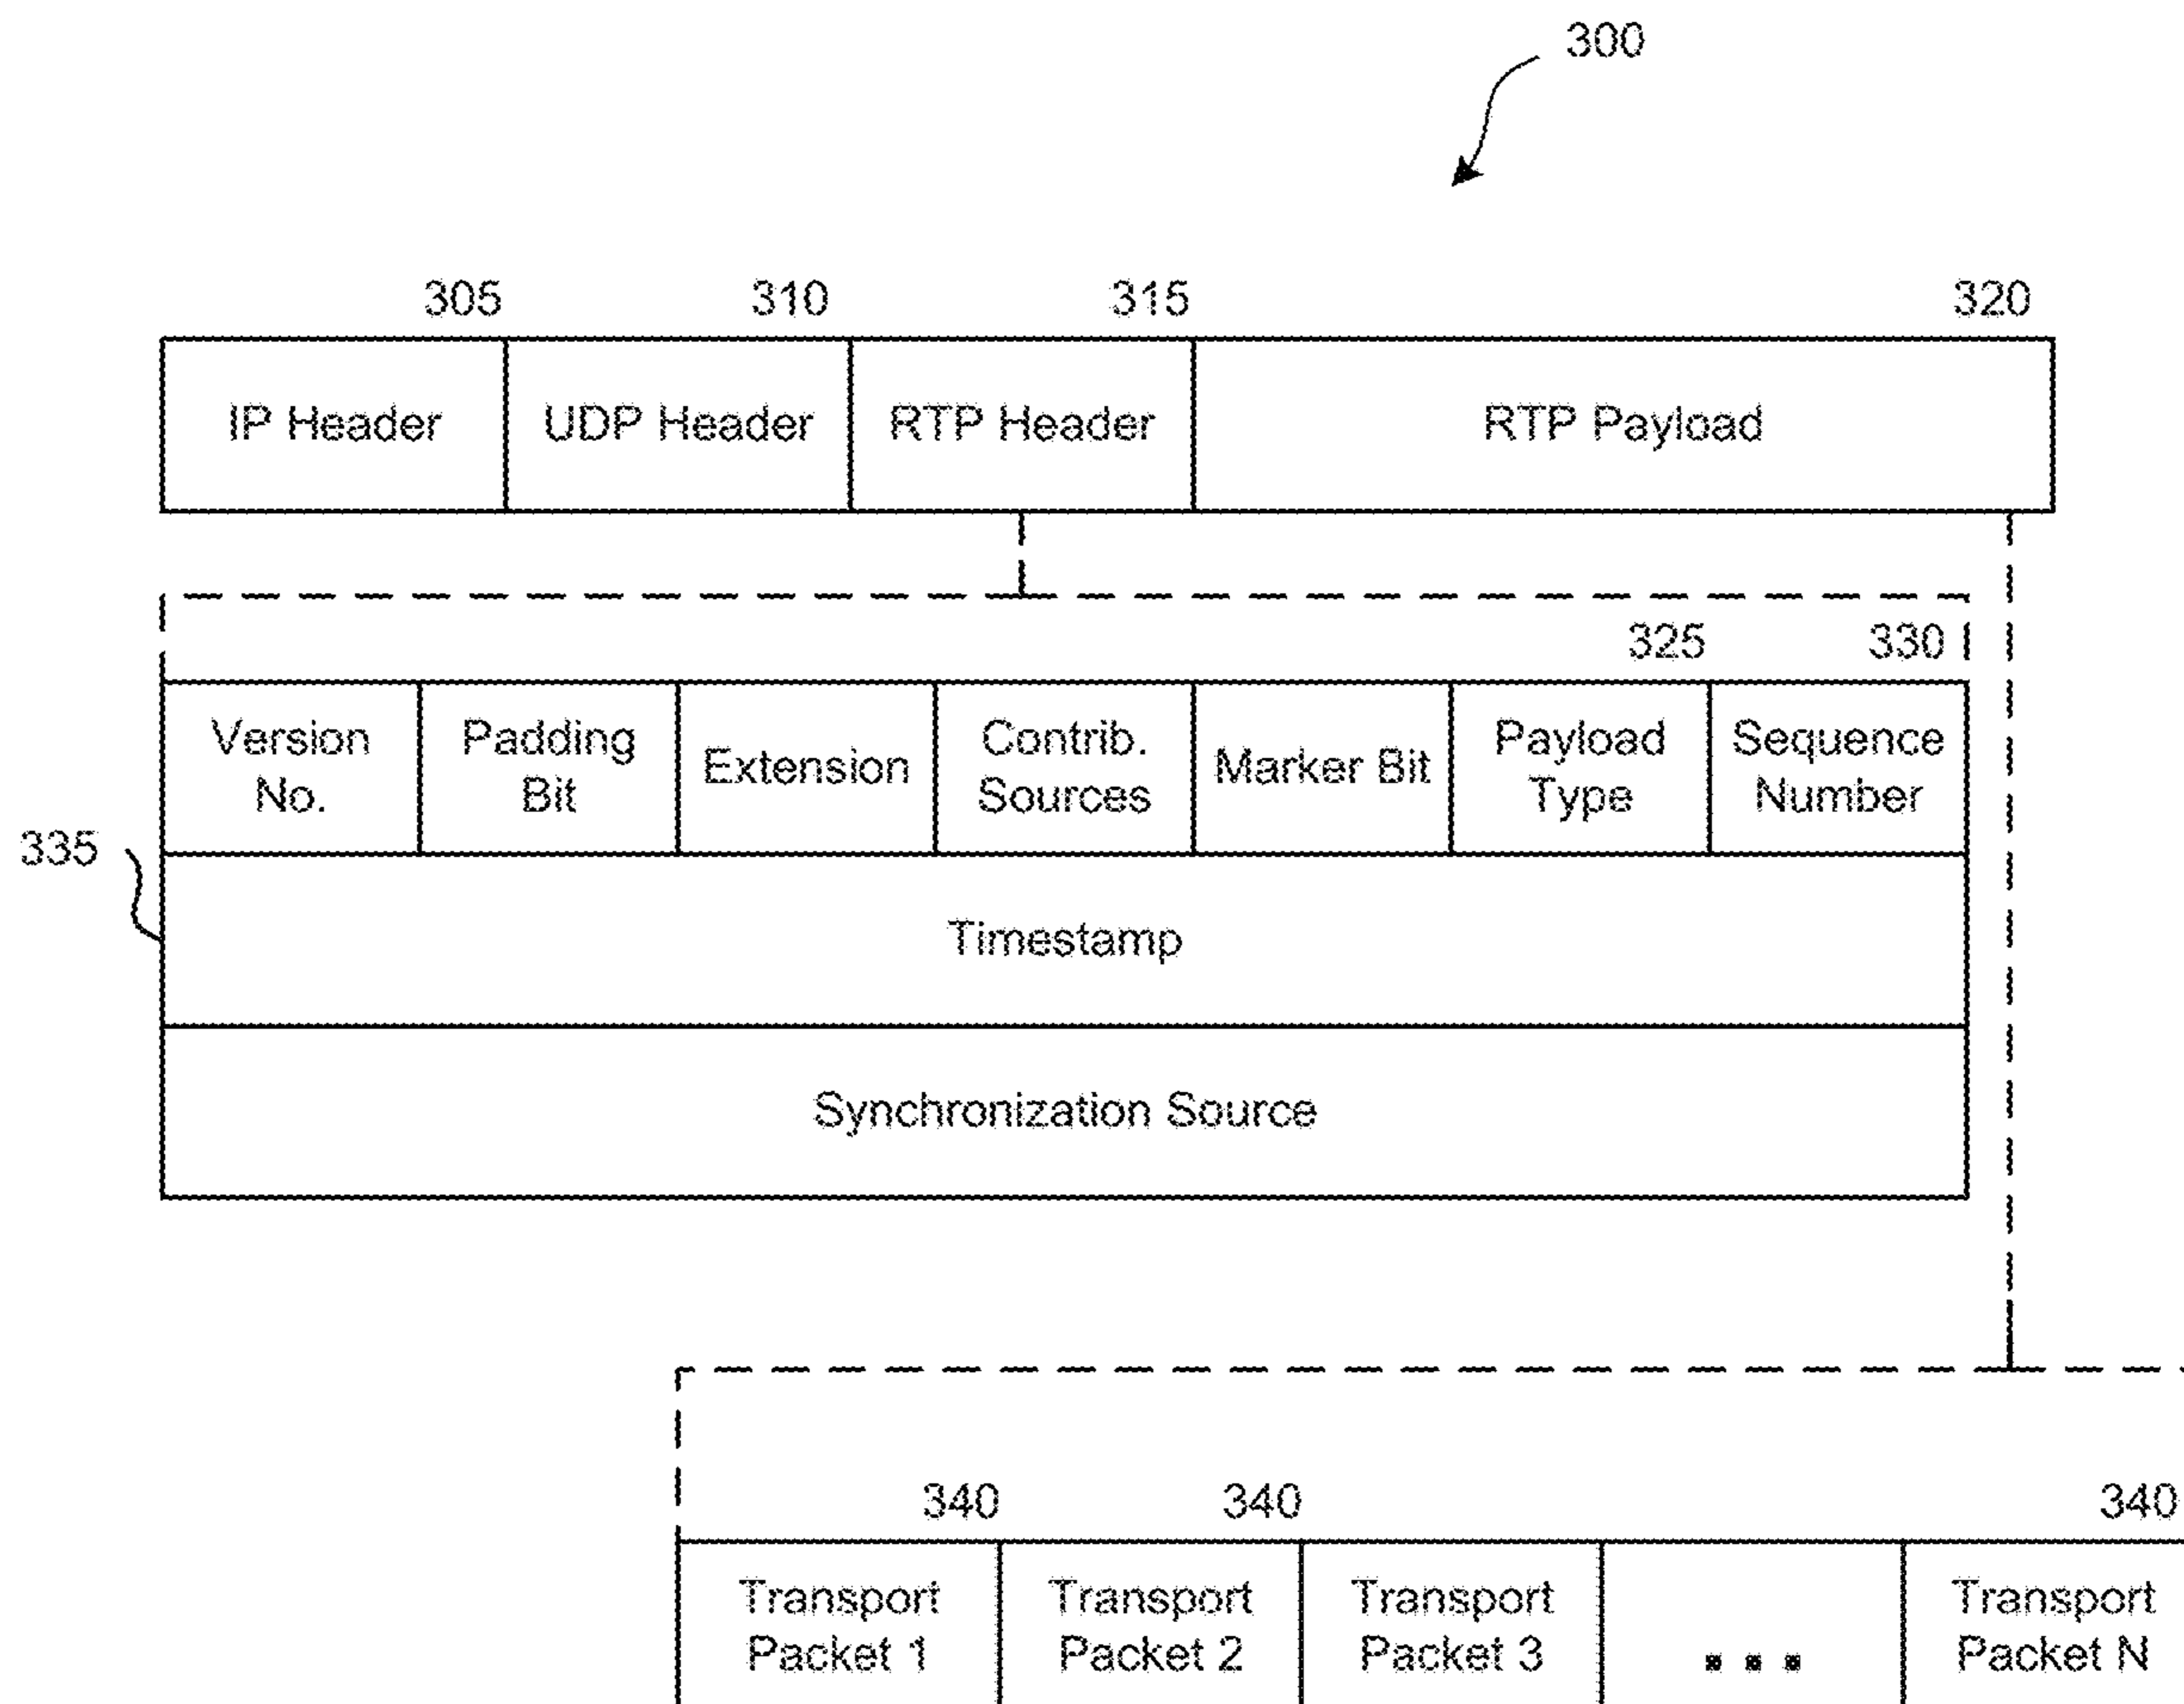 300
305 310 315 320
IP Header UDP Header RTP Header RTP Payload
325 330
Version No. Padding Bit Extension Contrib. Sources Marker Bit Payload Type Sequence Number
335
Timestamp
Synchronization Source
340 340 340
Transport Packet 1 Transport Packet 2 Transport Packet 3 ... Transport Packet N